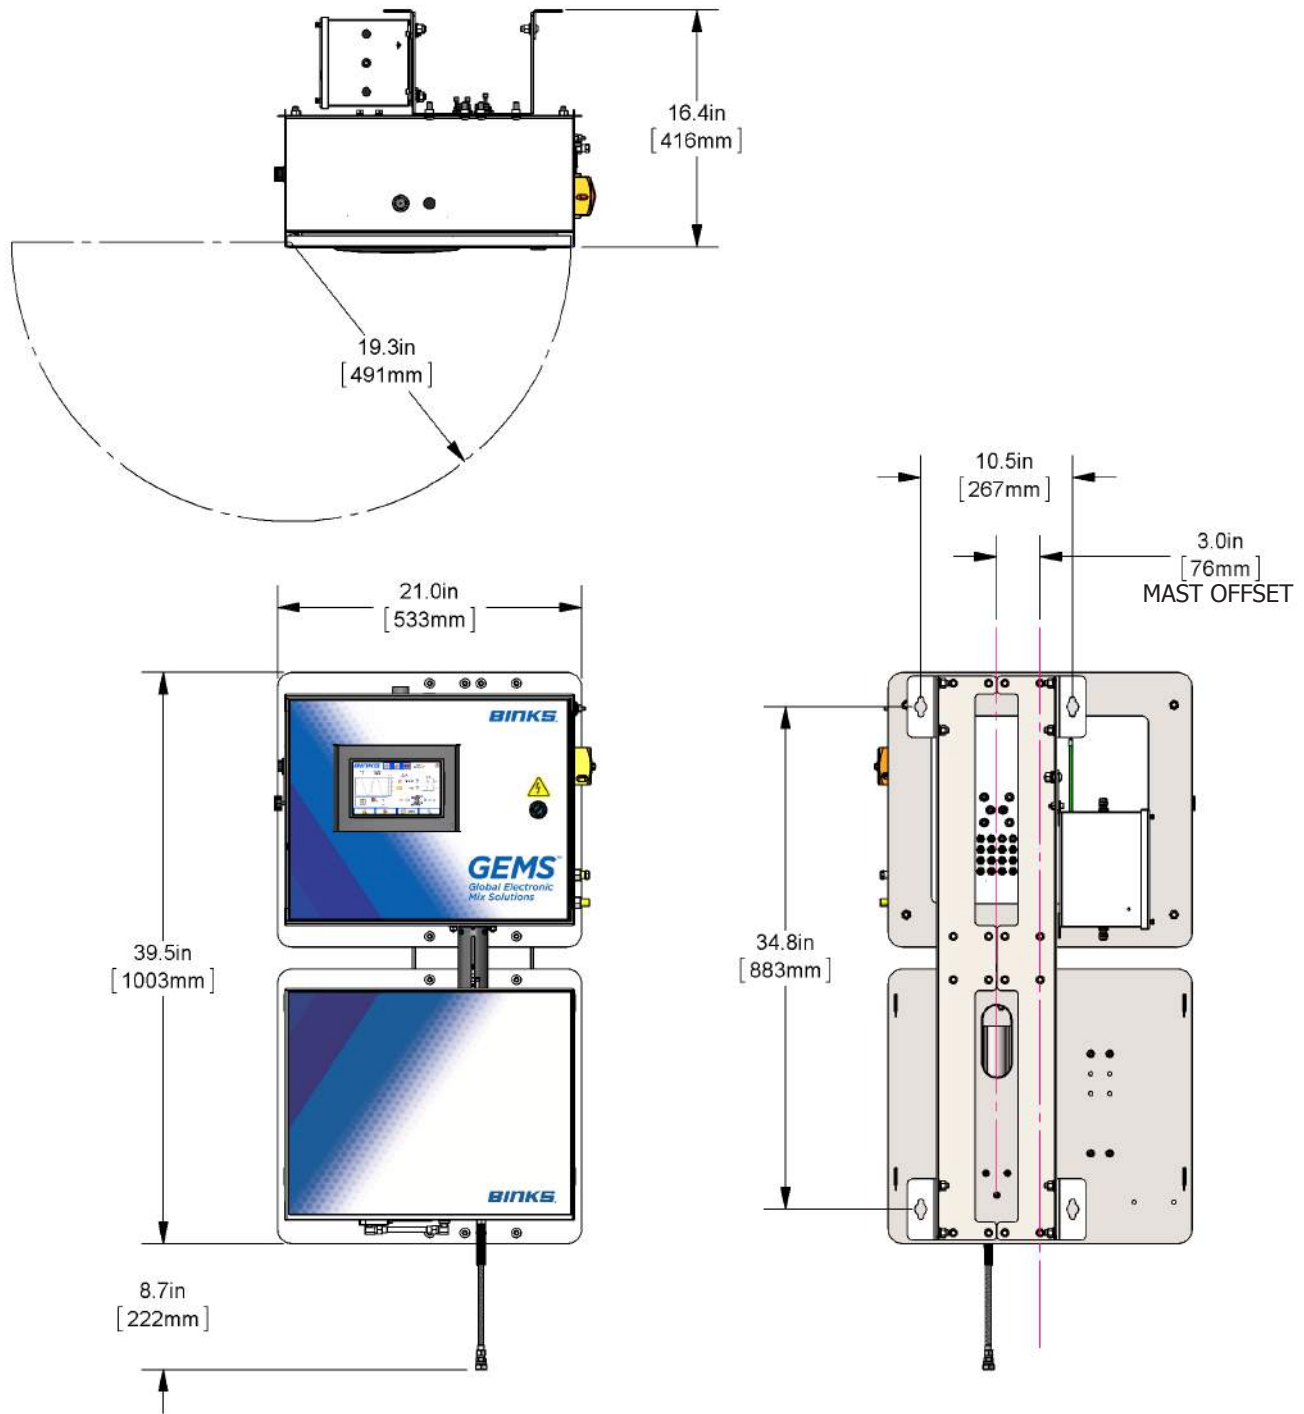 16.4in
[416mm]
19.3in
[491mm]
10.5in
[267mm]
3.0in
[76mm]
MAST OFFSET
21.0in
[533mm]
BINKS
GEMS™
Global Electronic
Mix Solutions
39.5in
[1003mm]
34.8in
[883mm]
BINKS
8.7in
[222mm]